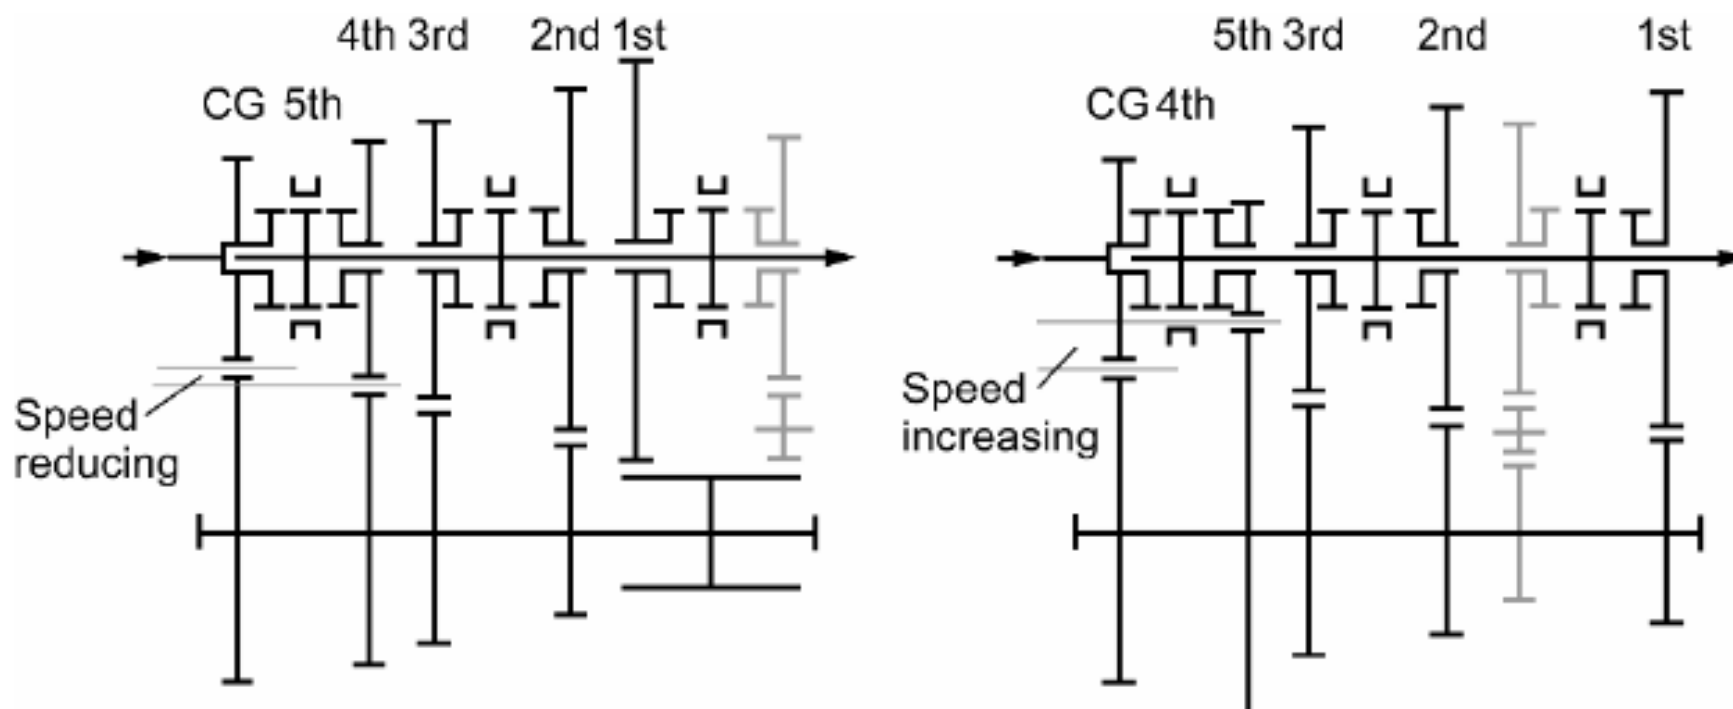 4th 3rd 2nd 1st
CG 5th
Speed
reducing
5th 3rd 2nd 1st
CG 4th
Speed
increasing